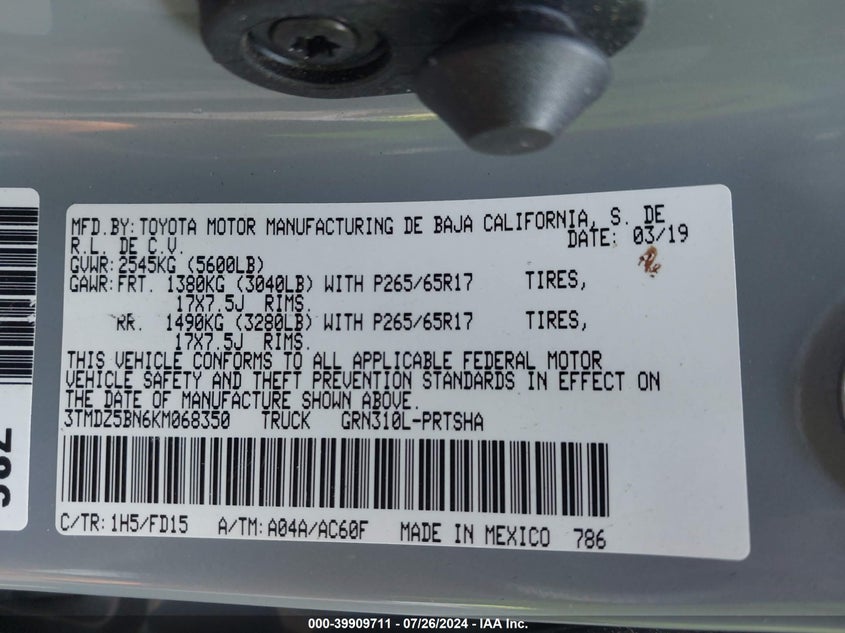 MFD.BY: TOYOTA MOTOR MANUFACTURING DE BAJA CALIFORNIA, S. DE
R.L. DE C.V. DATE: 03/19
GVWR: 2545KG (5600LB)
GAWR: FRT. 1380KG (3040LB) WITH P265/65R17 TIRES,
17X7.5J RIMS.
RR. 1490KG (3280LB) WITH P265/65R17 TIRES,
17X7.5J RIMS.
THIS VEHICLE CONFORMS TO ALL APPLICABLE FEDERAL MOTOR
VEHICLE SAFETY AND THEFT PREVENTION STANDARDS IN EFFECT ON
THE DATE OF MANUFACTURE SHOWN ABOVE.
3TMDZ5BN6KM068350 TRUCK GRN310L-PRTSHA
C/TR: 1H5/FD15 A/TM: A04A/AC60F MADE IN MEXICO 786
000-39909711 - 07/26/2024 - IAA Inc.